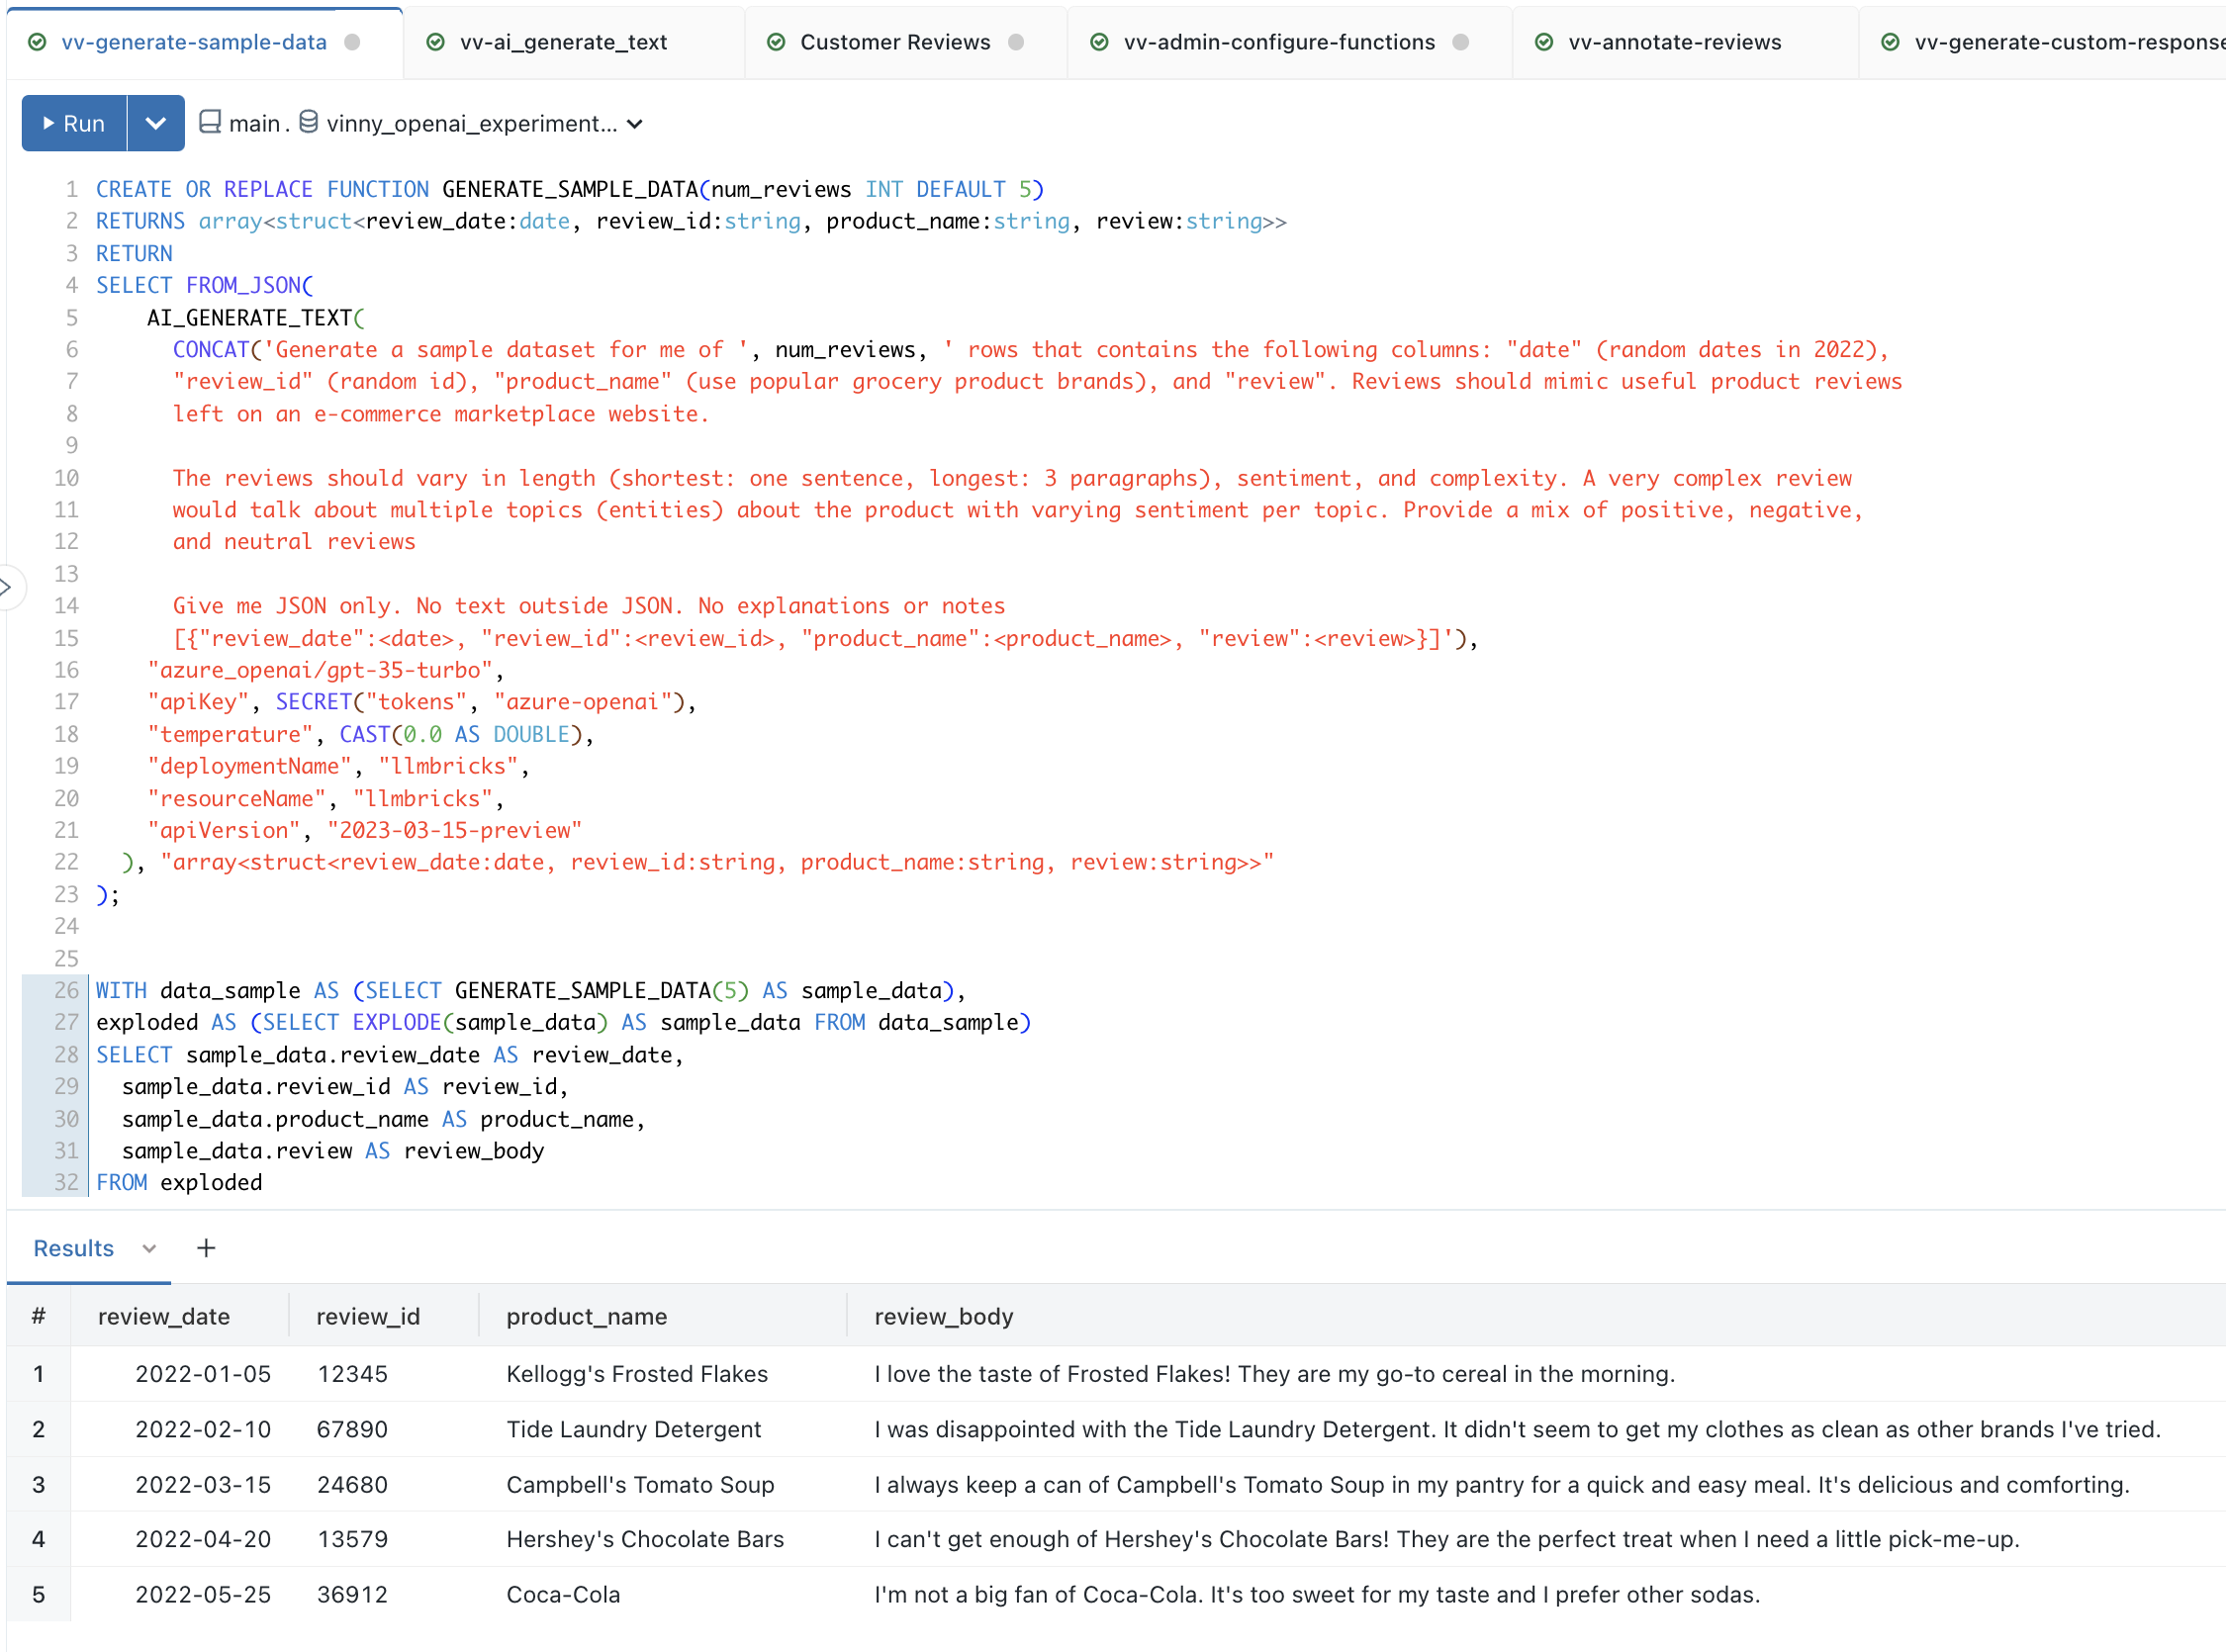 vv-generate-sample-data
vv-ai_generate_text
Customer Reviews
vv-admin-configure-functions
vv-annotate-reviews
vv-generate-custom-response
Run
main . vinny_openai_experiment...
1 CREATE OR REPLACE FUNCTION GENERATE_SAMPLE_DATA(num_reviews INT DEFAULT 5)
2 RETURNS array<struct<review_date:date, review_id:string, product_name:string, review:string>>
3 RETURN
4 SELECT FROM_JSON(
5 AI_GENERATE_TEXT(
6 CONCAT('Generate a sample dataset for me of ', num_reviews, ' rows that contains the following columns: "date" (random dates in 2022),
7 "review_id" (random id), "product_name" (use popular grocery product brands), and "review". Reviews should mimic useful product reviews
8 left on an e-commerce marketplace website.
9
10 The reviews should vary in length (shortest: one sentence, longest: 3 paragraphs), sentiment, and complexity. A very complex review
11 would talk about multiple topics (entities) about the product with varying sentiment per topic. Provide a mix of positive, negative,
12 and neutral reviews
13
14 Give me JSON only. No text outside JSON. No explanations or notes
15 [{"review_date":<date>, "review_id":<review_id>, "product_name":<product_name>, "review":<review>}]'),
16 "azure_openai/gpt-35-turbo",
17 "apiKey", SECRET("tokens", "azure-openai"),
18 "temperature", CAST(0.0 AS DOUBLE),
19 "deploymentName", "llmbricks",
20 "resourceName", "llmbricks",
21 "apiVersion", "2023-03-15-preview"
22 ), "array<struct<review_date:date, review_id:string, product_name:string, review:string>>"
23 );
24
25
26 WITH data_sample AS (SELECT GENERATE_SAMPLE_DATA(5) AS sample_data),
27 exploded AS (SELECT EXPLODE(sample_data) AS sample_data FROM data_sample)
28 SELECT sample_data.review_date AS review_date,
29 sample_data.review_id AS review_id,
30 sample_data.product_name AS product_name,
31 sample_data.review AS review_body
32 FROM exploded
Results +
# review_date review_id product_name review_body
1 2022-01-05 12345 Kellogg's Frosted Flakes I love the taste of Frosted Flakes! They are my go-to cereal in the morning.
2 2022-02-10 67890 Tide Laundry Detergent I was disappointed with the Tide Laundry Detergent. It didn't seem to get my clothes as clean as other brands I've tried.
3 2022-03-15 24680 Campbell's Tomato Soup I always keep a can of Campbell's Tomato Soup in my pantry for a quick and easy meal. It's delicious and comforting.
4 2022-04-20 13579 Hershey's Chocolate Bars I can't get enough of Hershey's Chocolate Bars! They are the perfect treat when I need a little pick-me-up.
5 2022-05-25 36912 Coca-Cola I'm not a big fan of Coca-Cola. It's too sweet for my taste and I prefer other sodas.